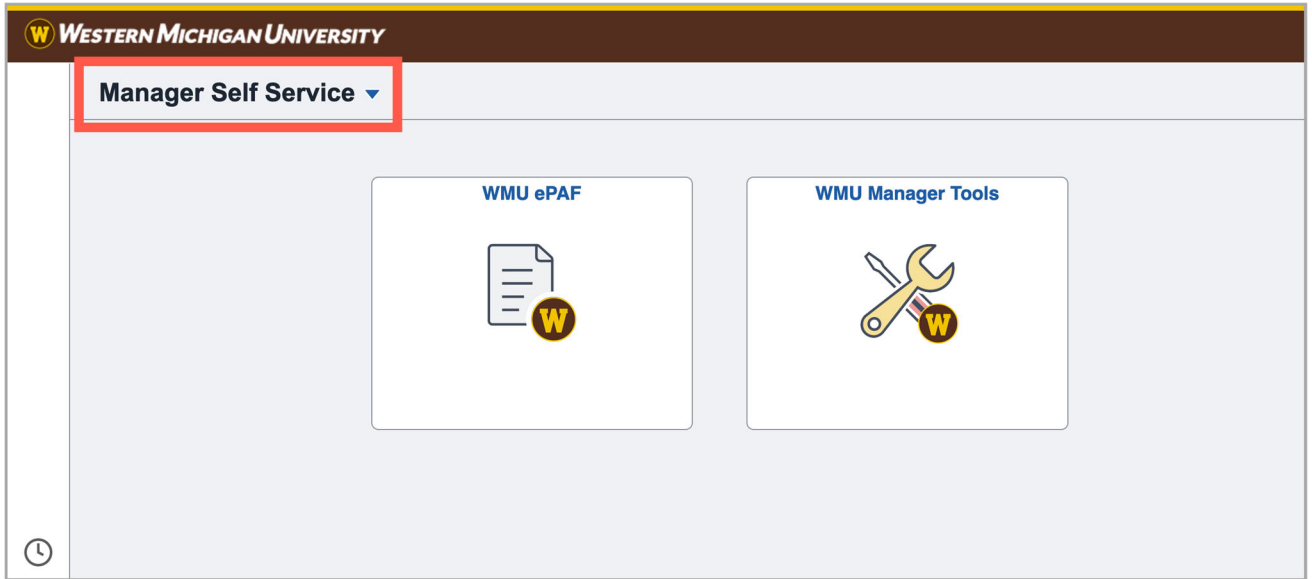 W WESTERN MICHIGAN UNIVERSITY
Manager Self Service
WMU ePAF
WMU Manager Tools
W
W